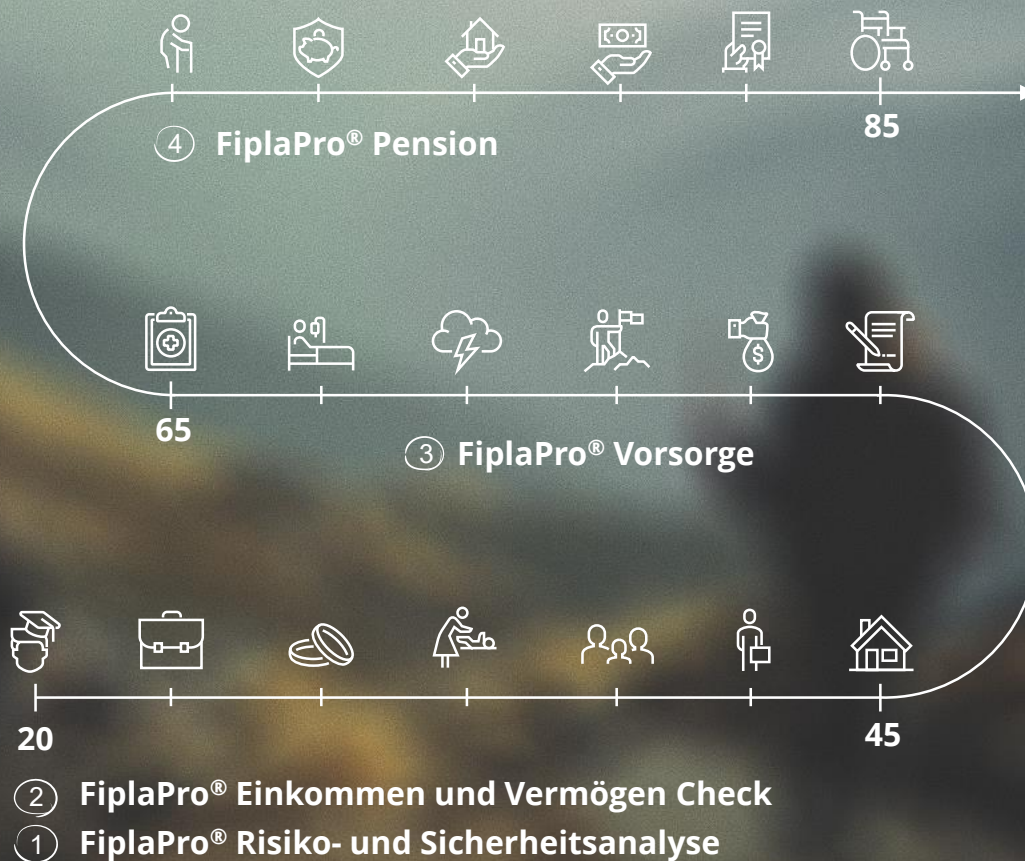 ④ FiplaPro® Pension
85
65
③ FiplaPro® Vorsorge
$
20
45
② FiplaPro® Einkommen und Vermögen Check
① FiplaPro® Risiko- und Sicherheitsanalyse